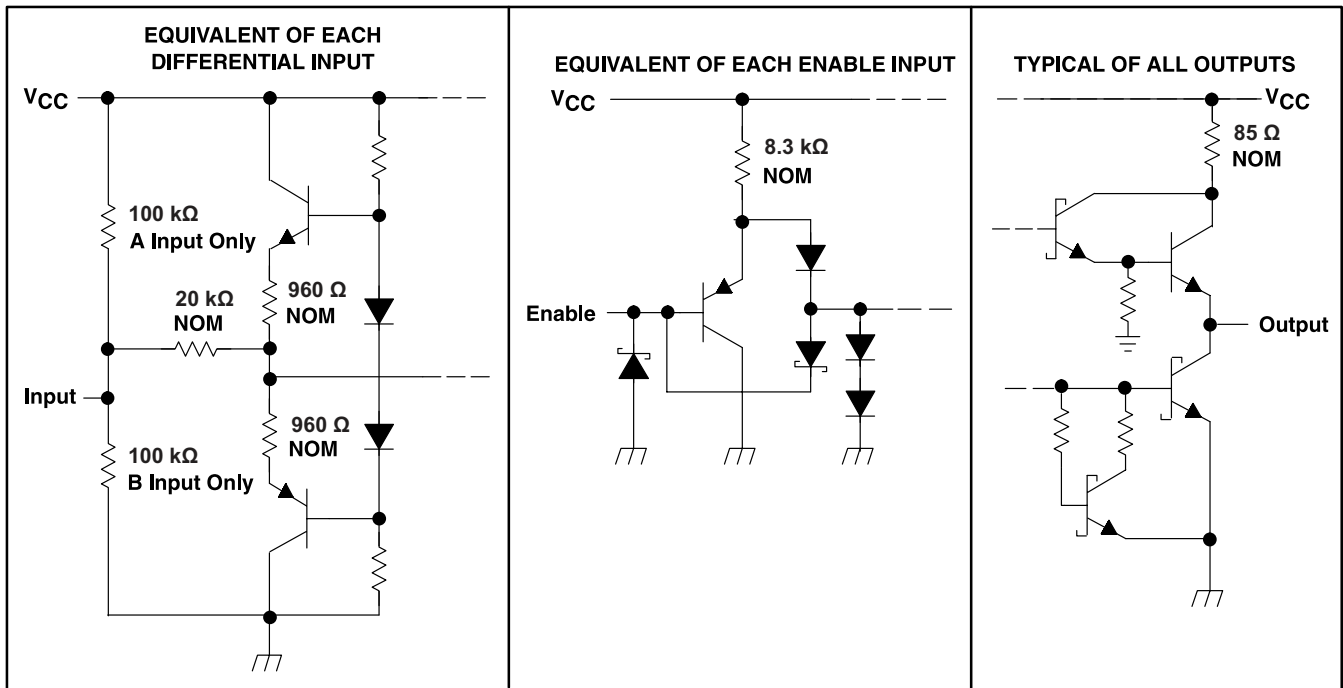 EQUIVALENT OF EACH
DIFFERENTIAL INPUT
VCC
100 kΩ
A Input Only
20 kΩ
NOM
960 Ω
NOM
Input
960 Ω
NOM
100 kΩ
B Input Only
EQUIVALENT OF EACH ENABLE INPUT
VCC
8.3 kΩ
NOM
Enable
TYPICAL OF ALL OUTPUTS
VCC
85 Ω
NOM
Output